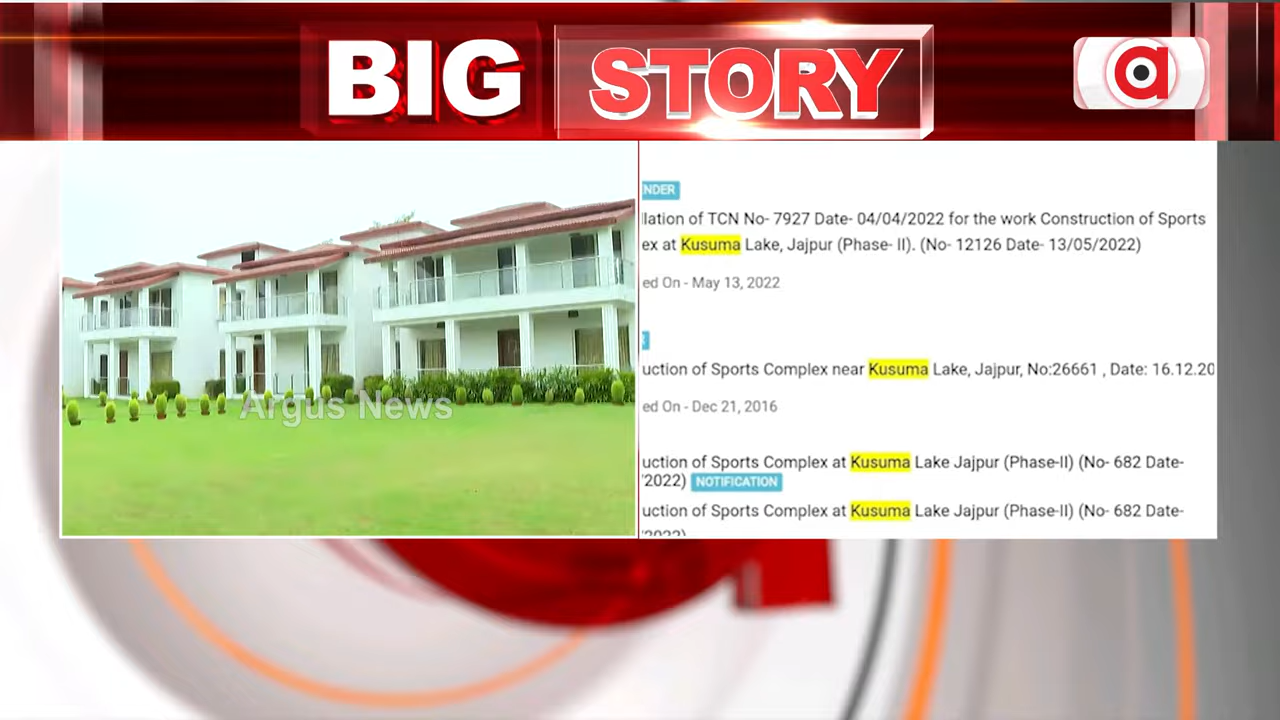 BIG STORY
a
Argus News
NDER
llation of TCN No- 7927 Date- 04/04/2022 for the work Construction of Sports
ex at Kusuma Lake, Jajpur (Phase- II). (No- 12126 Date- 13/05/2022)
ed On - May 13, 2022
uction of Sports Complex near Kusuma Lake, Jajpur, No:26661 , Date: 16.12.20
ed On - Dec 21, 2016
uction of Sports Complex at Kusuma Lake Jajpur (Phase-II) (No- 682 Date-
2022) NOTIFICATION
uction of Sports Complex at Kusuma Lake Jajpur (Phase-II) (No- 682 Date-